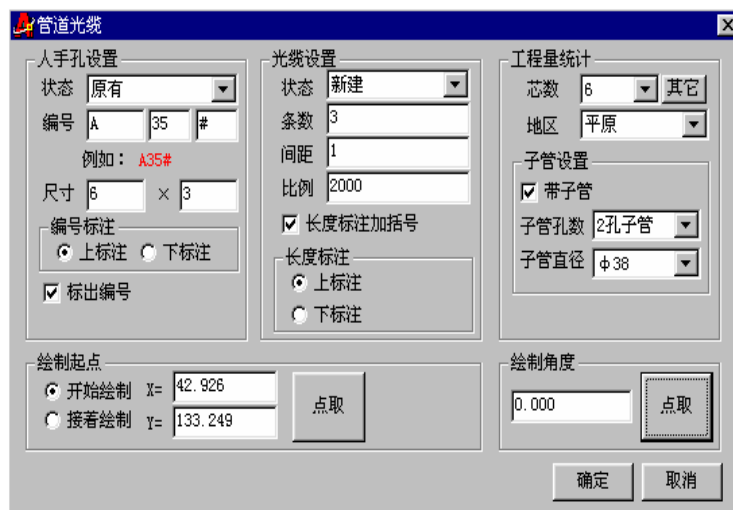 管道光缆
人手孔设置
状态 原有
编号 A 35 #
例如： A35#
尺寸 6 × 3
编号标注
上标注 下标注
标出编号
光缆设置
状态 新建
条数 3
间距 1
比例 2000
长度标注加括号
长度标注
上标注
下标注
工程量统计
芯数 6 其它
地区 平原
子管设置
带子管
子管孔数 2孔子管
子管直径 φ38
绘制起点
开始绘制 X= 42.926
接着绘制 Y= 133.249
点取
绘制角度
0.000 点取
确定 取消